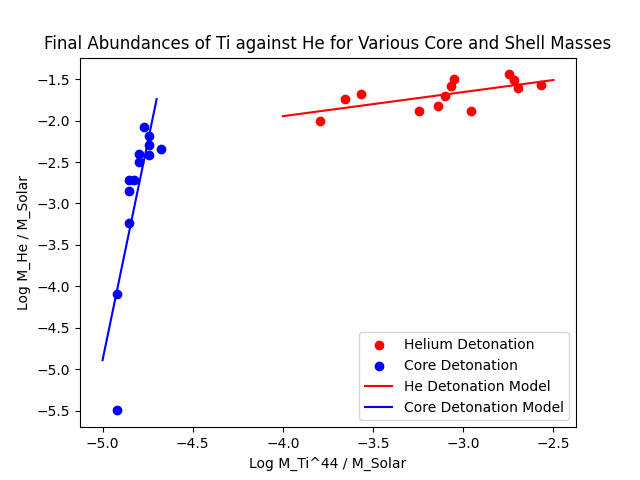 Final Abundances of Ti against He for Various Core and Shell Masses
−1.5
−2.0
−2.5
−3.0
−3.5
−4.0
−4.5
−5.0
−5.5
Log M_He / M_Solar
Helium Detonation
Core Detonation
He Detonation Model
Core Detonation Model
−5.0
−4.5
−4.0
−3.5
−3.0
−2.5
Log M_Ti^44 / M_Solar